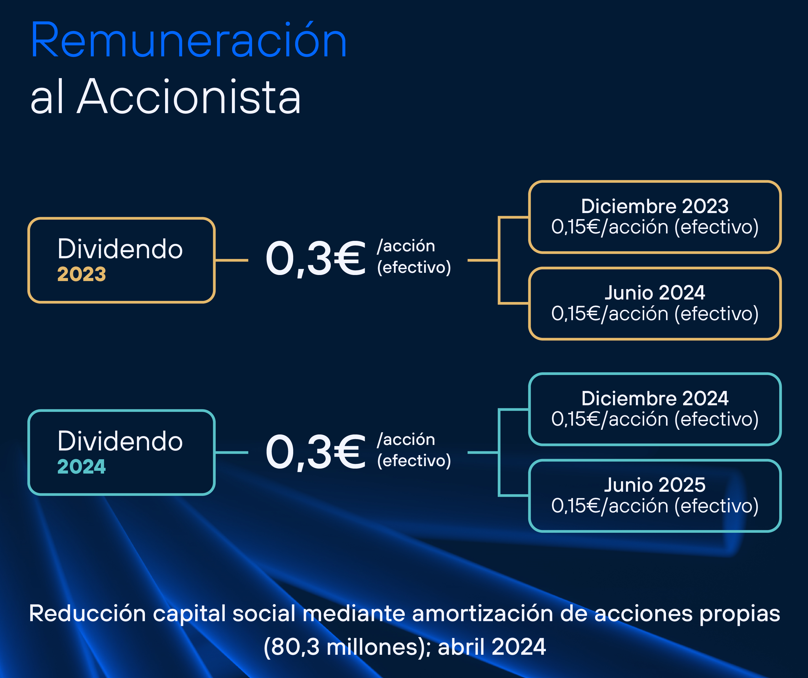 Remuneración
al Accionista
Dividendo
2023
0,3€ /acción
(efectivo)
Diciembre 2023
0,15€/acción (efectivo)
Junio 2024
0,15€/acción (efectivo)
Dividendo
2024
0,3€ /acción
(efectivo)
Diciembre 2024
0,15€/acción (efectivo)
Junio 2025
0,15€/acción (efectivo)
Reducción capital social mediante amortización de acciones propias
(80,3 millones); abril 2024